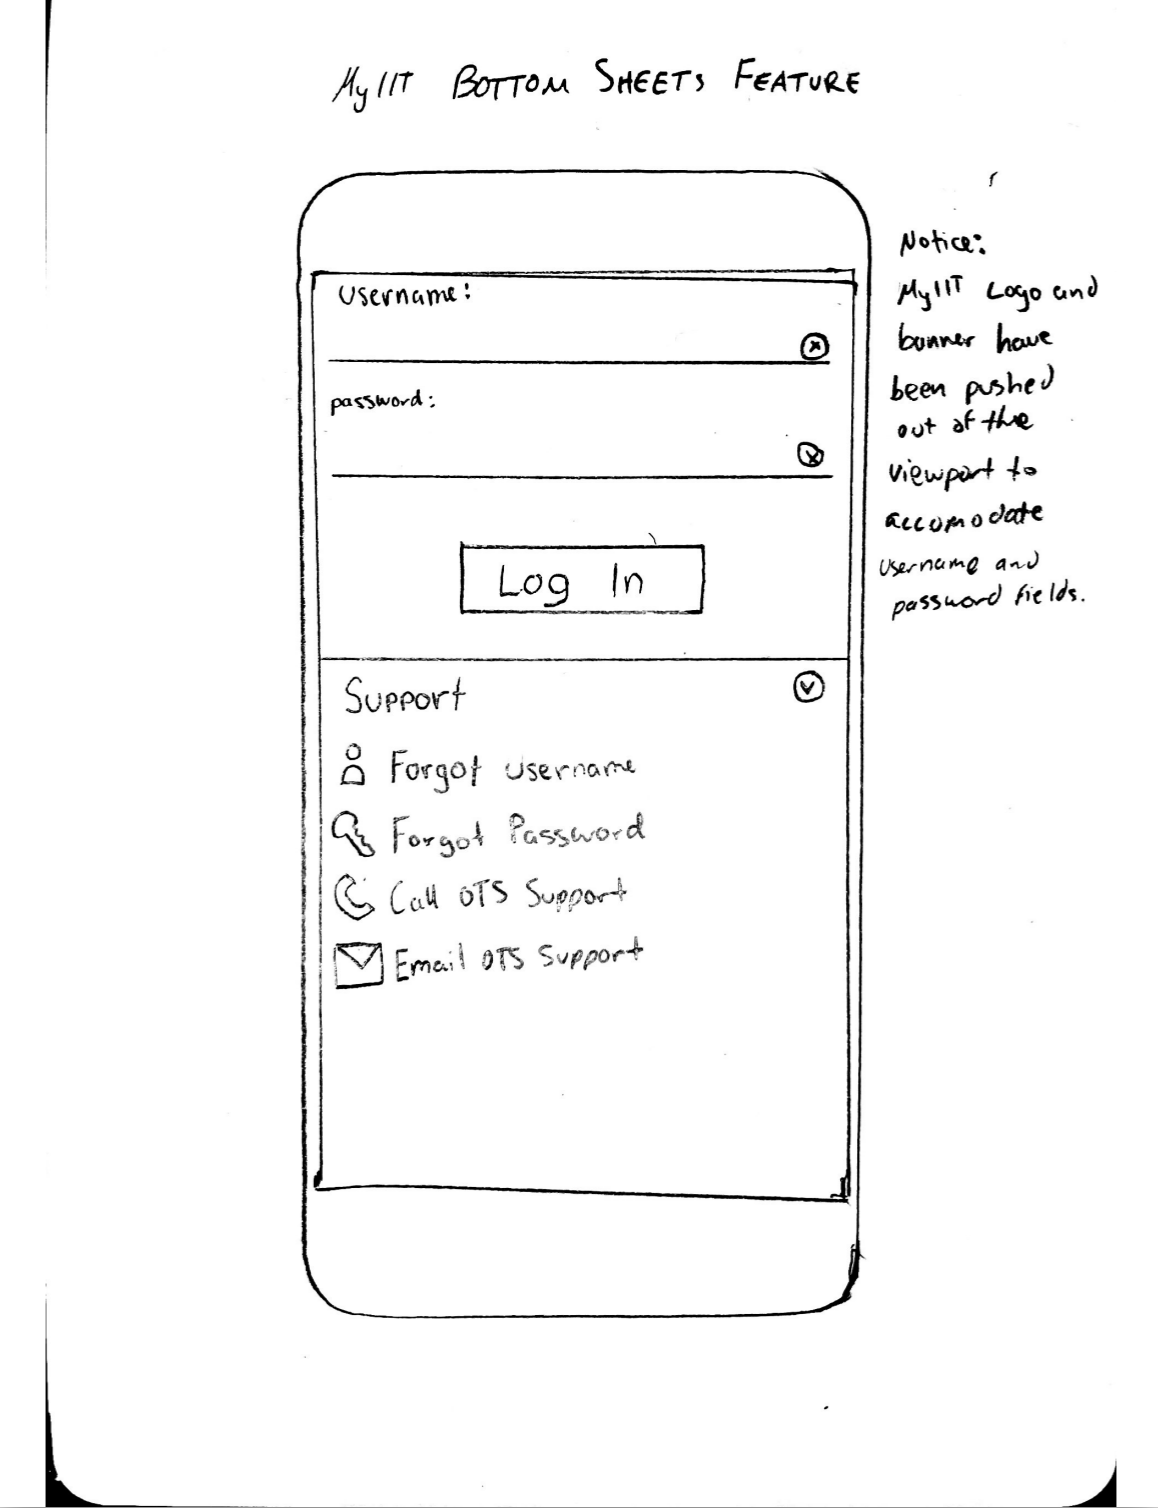 MyIIT BOTTOM SHEETS FEATURE
Notice:
MyIIT Logo and
banner have
been pushed
out of the
viewport to
accomodate
username and
password fields.
Username:
password:
Log In
Support
Forgot Username
Forgot Password
Call OTS Support
Email OTS Support